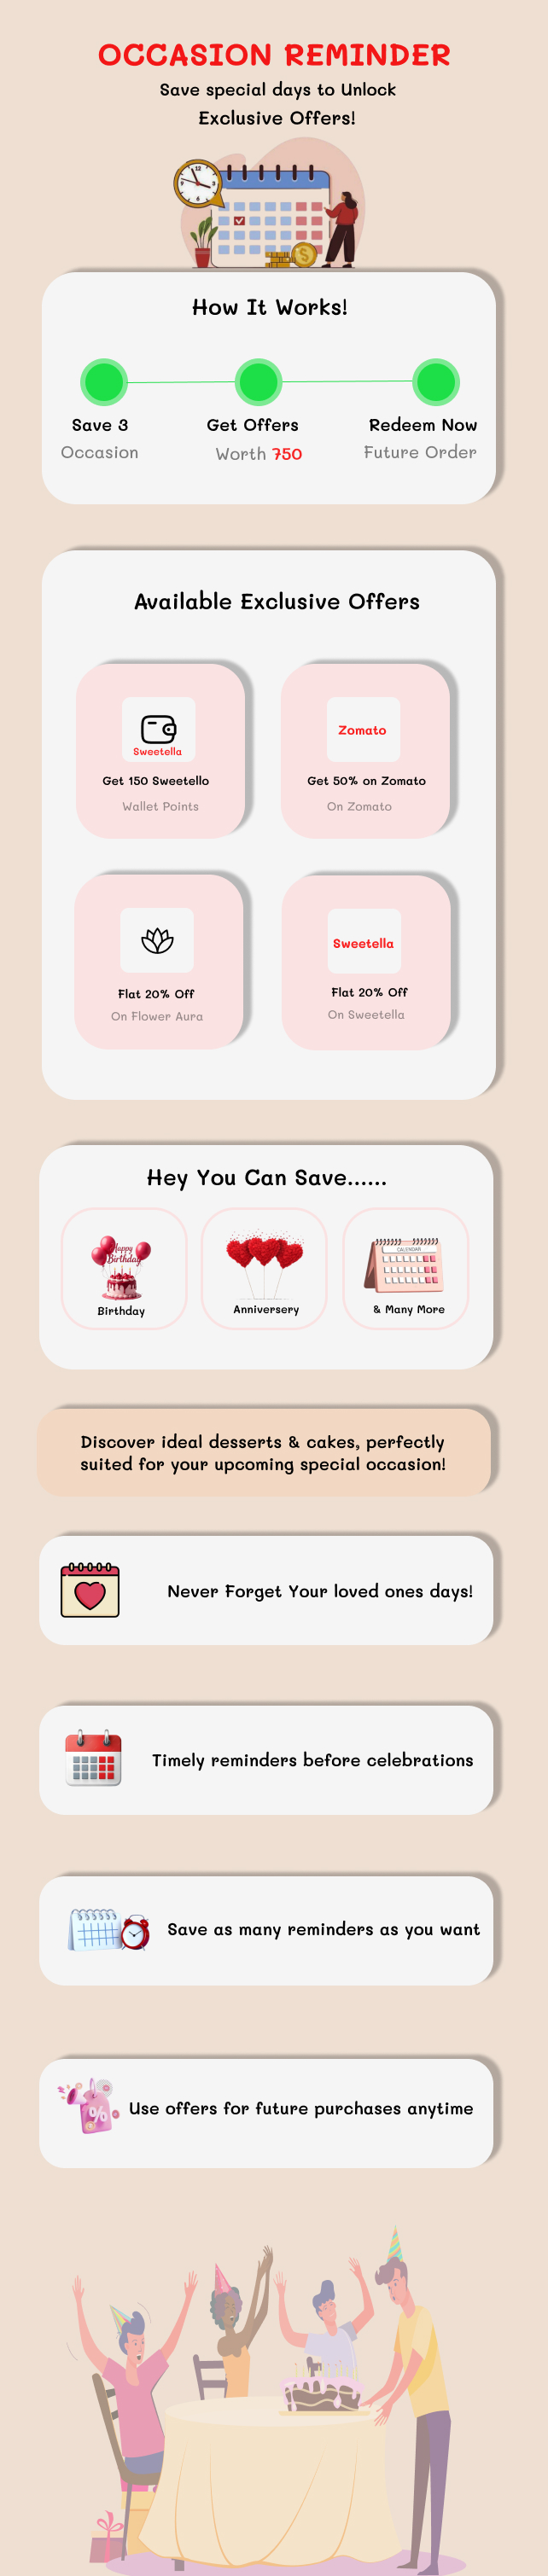 OCCASION REMINDER
Save special days to Unlock
Exclusive Offers!
12
3
6
9
$
How It Works!
Save 3
Occasion
Get Offers
Worth 750
Redeem Now
Future Order
Available Exclusive Offers
Sweetella
Get 150 Sweetello
Wallet Points
Zomato
Get 50% on Zomato
On Zomato
Flat 20% Off
On Flower Aura
Sweetella
Flat 20% Off
On Sweetella
Hey You Can Save......
Happy
Birthday
Birthday
Anniversery
CALENDAR
& Many More
Discover ideal desserts & cakes, perfectly
suited for your upcoming special occasion!
Never Forget Your loved ones days!
Timely reminders before celebrations
Save as many reminders as you want
%
Use offers for future purchases anytime